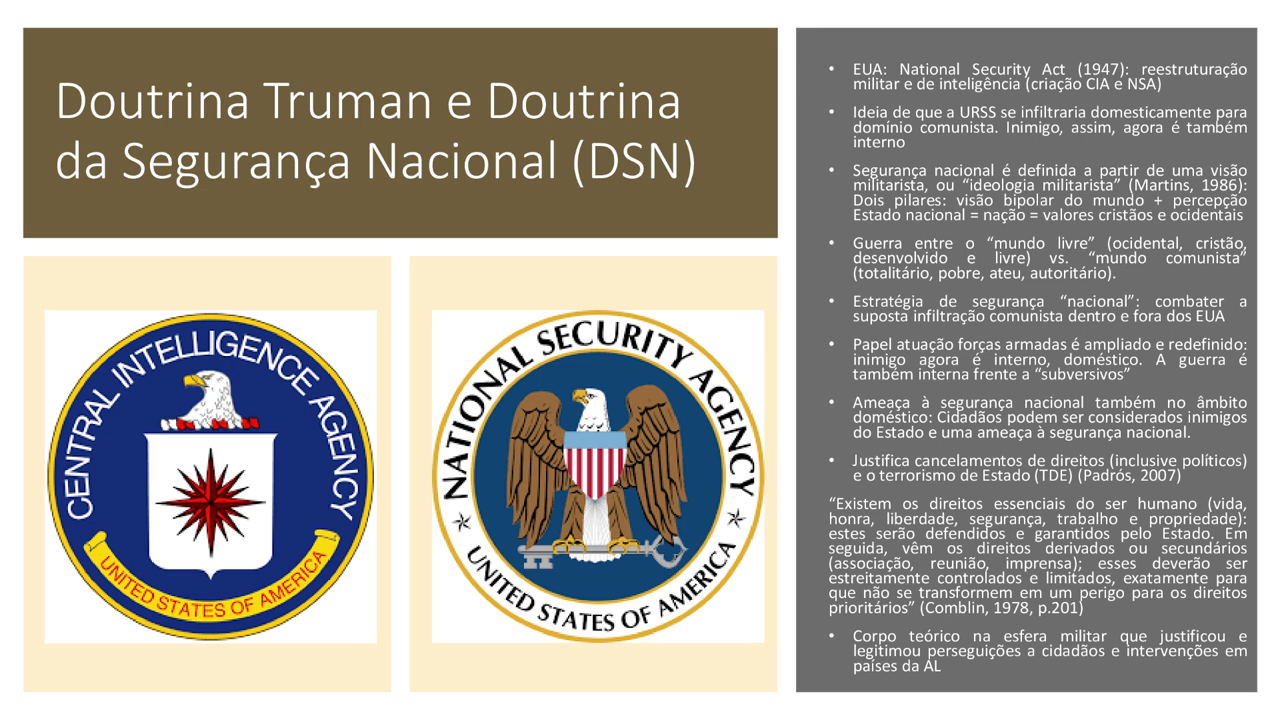 Doutrina Truman e Doutrina
da Segurança Nacional (DSN)
CENTRAL INTELLIGENCE AGENCY
UNITED STATES OF AMERICA
NATIONAL SECURITY AGENCY
UNITED STATES OF AMERICA
• EUA: National Security Act (1947): reestruturação
militar e de inteligência (criação CIA e NSA)
• Ideia de que a URSS se infiltraria domesticamente para
domínio comunista. Inimigo, assim, agora é também
interno
• Segurança nacional é definida a partir de uma visão
militarista, ou “ideologia militarista” (Martins, 1986):
Dois pilares: visão bipolar do mundo + percepção
Estado nacional = nação = valores cristãos e ocidentais
• Guerra entre o “mundo livre” (ocidental, cristão,
desenvolvido e livre) vs. “mundo comunista”
(totalitário, pobre, ateu, autoritário).
• Estratégia de segurança “nacional”: combater a
suposta infiltração comunista dentro e fora dos EUA
• Papel atuação forças armadas é ampliado e redefinido:
inimigo agora é interno, doméstico. A guerra é
também interna frente a “subversivos”
• Ameaça à segurança nacional também no âmbito
doméstico: Cidadãos podem ser considerados inimigos
do Estado e uma ameaça à segurança nacional.
• Justifica cancelamentos de direitos (inclusive políticos)
e o terrorismo de Estado (TDE) (Padrós, 2007)
“Existem os direitos essenciais do ser humano (vida,
honra, liberdade, segurança, trabalho e propriedade):
estes serão defendidos e garantidos pelo Estado. Em
seguida, vêm os direitos derivados ou secundários
(associação, reunião, imprensa); esses deverão ser
estreitamente controlados e limitados, exatamente para
que não se transformem em um perigo para os direitos
prioritários” (Comblin, 1978, p.201)
• Corpo teórico na esfera militar que justificou e
legitimou perseguições a cidadãos e intervenções em
países da AL